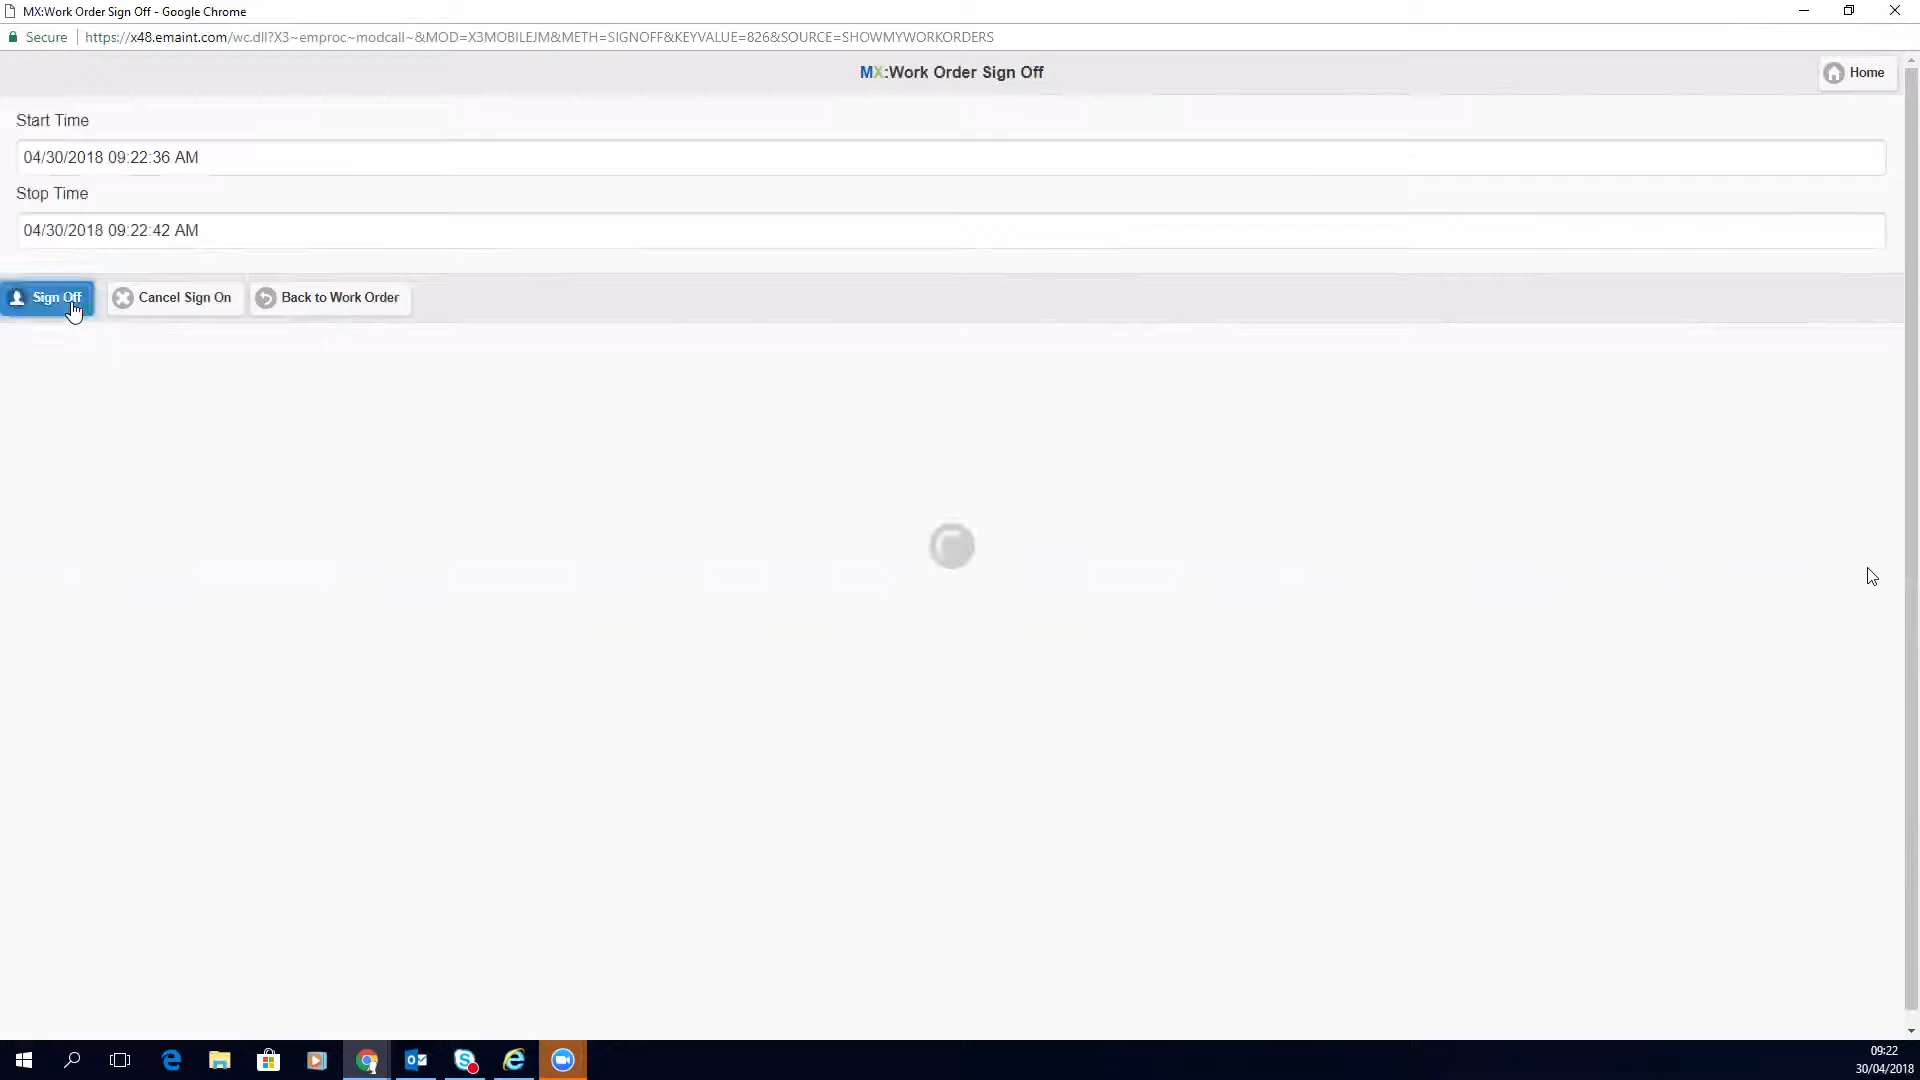 MX:Work Order Sign Off - Google Chrome
Secure https://x48.emaint.com/wc.dll?X3~emproc~modcall~&MOD=X3MOBILEJM&METH=SIGNOFF&KEYVALUE=826&SOURCE=SHOWMYWORKORDERS
MX:Work Order Sign Off
Home
Start Time
04/30/2018 09:22:36 AM
Stop Time
04/30/2018 09:22:42 AM
Sign Off Cancel Sign On Back to Work Order
09:22
30/04/2018